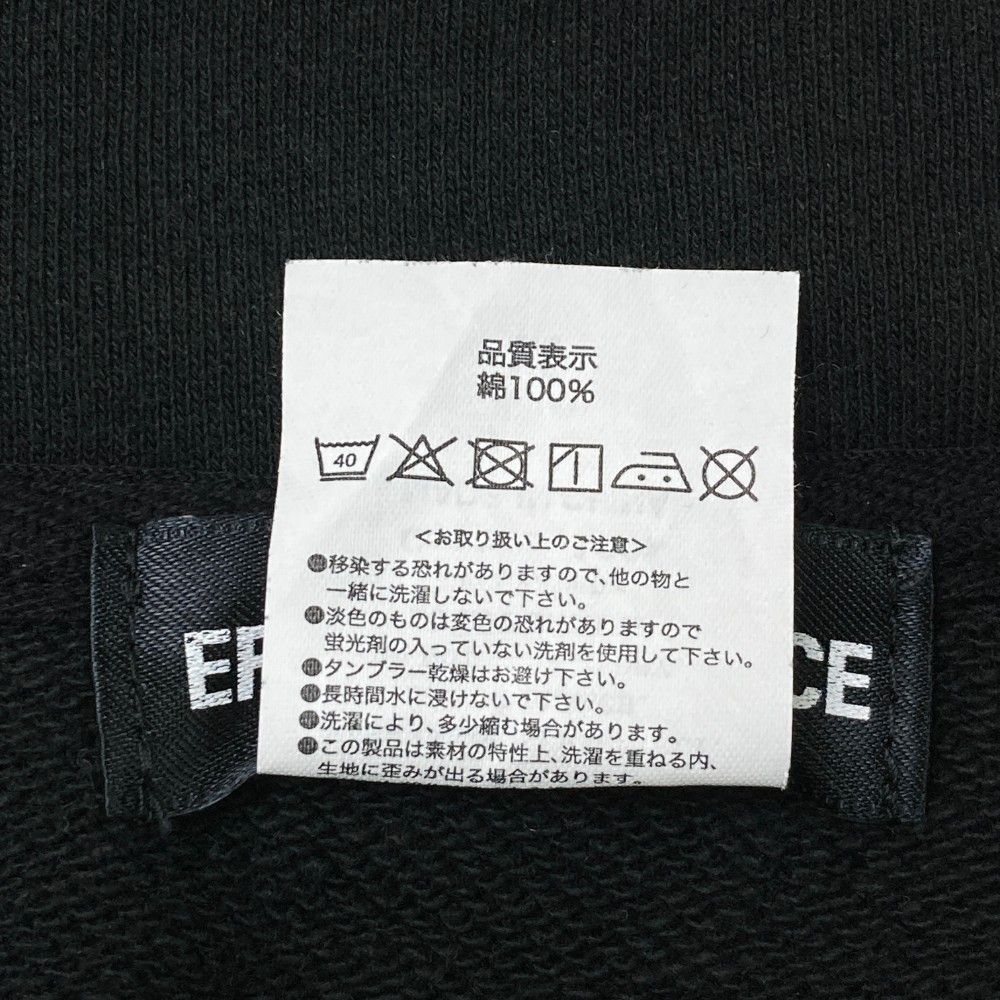 品質表示
綿100%
40
＜お取り扱い上のご注意＞
●移染する恐れがありますので、他の物と
一緒に洗濯しないで下さい。
●淡色のものは変色の恐れがありますので
蛍光剤の入っていない洗剤を使用して下さい。
●タンブラー乾燥はお避け下さい。
●長時間水に浸けないで下さい。
●洗濯により、多少縮む場合があります。
●この製品は素材の特性上、洗濯を重ねる内、
生地に歪みが出る場合があります。
CE